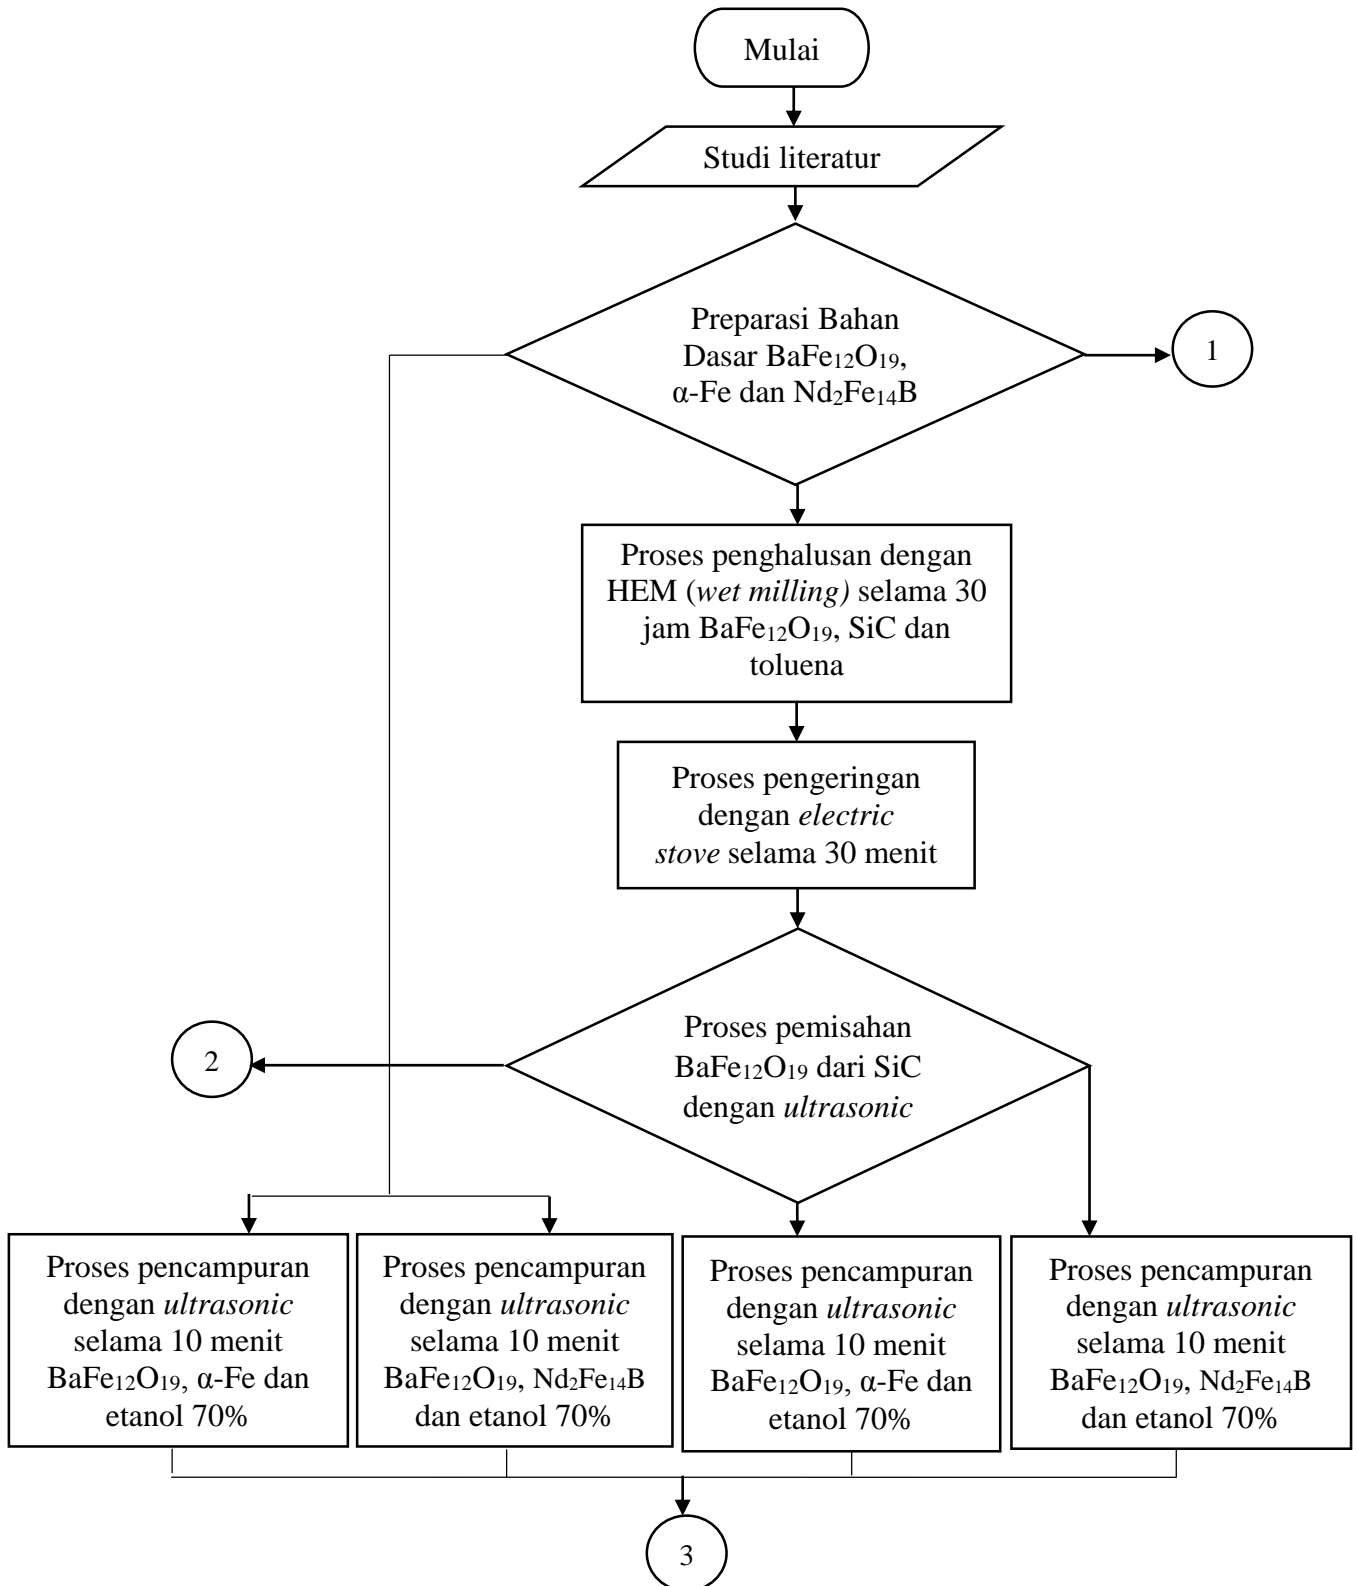 Mulai
Studi literatur
Preparasi Bahan
Dasar BaFe₁₂O₁₉,
α-Fe dan Nd₂Fe₁₄B
1
Proses penghalusan dengan
HEM (wet milling) selama 30
jam BaFe₁₂O₁₉, SiC dan
toluena
Proses pengeringan
dengan electric
stove selama 30 menit
Proses pemisahan
BaFe₁₂O₁₉ dari SiC
dengan ultrasonic
2
Proses pencampuran
dengan ultrasonic
selama 10 menit
BaFe₁₂O₁₉, α-Fe dan
etanol 70%
Proses pencampuran
dengan ultrasonic
selama 10 menit
BaFe₁₂O₁₉, Nd₂Fe₁₄B
dan etanol 70%
Proses pencampuran
dengan ultrasonic
selama 10 menit
BaFe₁₂O₁₉, α-Fe dan
etanol 70%
Proses pencampuran
dengan ultrasonic
selama 10 menit
BaFe₁₂O₁₉, Nd₂Fe₁₄B
dan etanol 70%
3